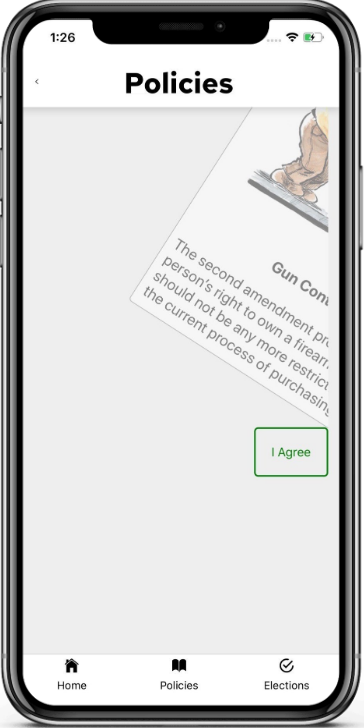 1:26
Policies
Gun Con
The second amendment pr
person's right to own a firearm
should not be any more restrict
the current process of purchasing
I Agree
Home
Policies
Elections